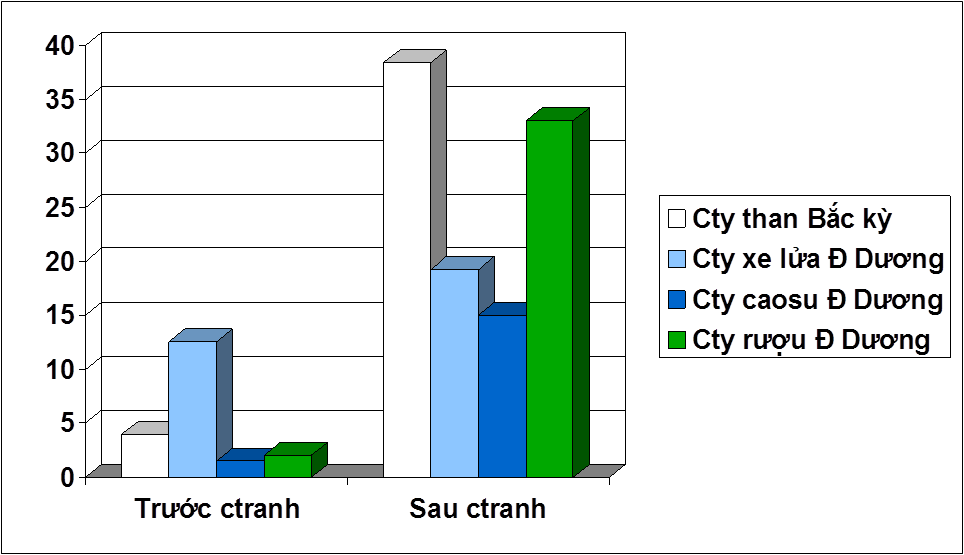 40
35
30
25
20
15
10
5
0
Trước ctranh
Sau ctranh
Cty than Bắc kỳ
Cty xe lửa Đ Dương
Cty caosu Đ Dương
Cty rượu Đ Dương